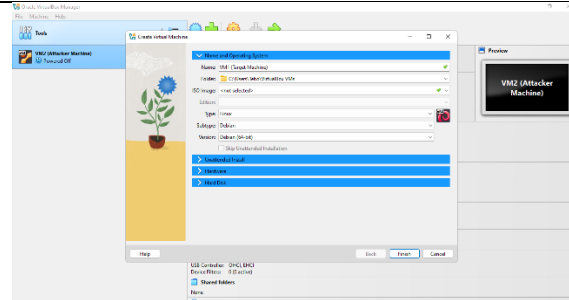 Oracle VirtualBox Manager
File Machine Help
Tools
VM2 (Attacker Machine)
Powered Off
Create Virtual Machine
Name and Operating System
Name: VM1 (Target Machine)
Folder:
ISO Image: <not selected>
Edition:
Type: Linux
Subtype: Debian
Version: Debian (64-bit)
Skip Unattended Installation
Unattended Install
Hardware
Hard Disk
Help
Back
Finish
Cancel
Preview
VM2 (Attacker
Machine)
USB Controller: OHCI, EHCI
Device Filters: 0 (0 active)
Shared folders
None